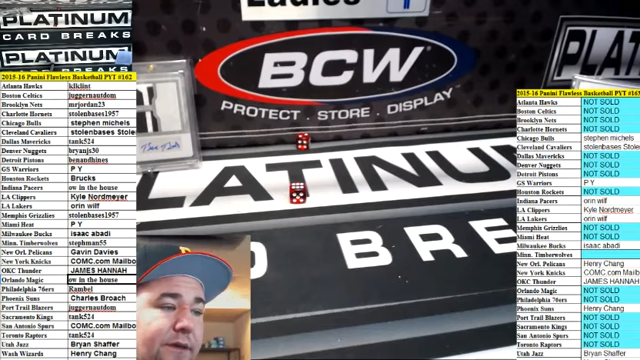 PLATINUM
CARD BREAKS
PLATINUM
2015-16 Panini Flawless Basketball PYT #162
Atlanta Hawks klklint
Boston Celtics juggernautdom
Brooklyn Nets mrjordan23
Charlotte Hornets stolenbases1957
Chicago Bulls stephen michels
Cleveland Cavaliers stolenbases Stole
Dallas Mavericks tank524
Denver Nuggets bryanjs30
Detroit Pistons benandhines
GS Warriors P Y
Houston Rockets Brucks
Indiana Pacers ow in the house
LA Clippers Kyle Nordmeyer
LA Lakers orin wilf
Memphis Grizzlies stolenbases1957
Miami Heat P Y
Milwaukee Bucks isaac abadi
Minn. Timberwolves stephman55
New Orl. Pelicans Gavin Davies
New York Knicks COMC.com Mailbo
OKC Thunder JAMES HANNAH
Orlando Magic ow in the house
Philadelphia 76ers Rambel
Phoenix Suns Charles Broach
Port Trail Blazers juggernautdom
Sacramento Kings tank524
San Antonio Spurs COMC.com Mailbo
Toronto Raptors tank524
Utah Jazz Bryan Shaffer
Wash Wizards Henry Chang
Ladies
BCW
PROTECT . STORE . DISPLAY
PLATINUM
BRE
PLAT
2015-16 Panini Flawless Basketball PYT #163
Atlanta Hawks NOT SOLD
Boston Celtics NOT SOLD
Brooklyn Nets NOT SOLD
Charlotte Hornets NOT SOLD
Chicago Bulls stephen michels
Cleveland Cavaliers stolenbases Stole
Dallas Mavericks NOT SOLD
Denver Nuggets NOT SOLD
Detroit Pistons NOT SOLD
GS Warriors P Y
Houston Rockets NOT SOLD
Indiana Pacers orin wilf
LA Clippers Kyle Nordmeyer
LA Lakers orin wilf
Memphis Grizzlies NOT SOLD
Miami Heat NOT SOLD
Milwaukee Bucks isaac abadi
Minn. Timberwolves
New Orl. Pelicans Henry Chang
New York Knicks COMC.com Mailb
OKC Thunder JAMES HANNAH
Orlando Magic NOT SOLD
Philadelphia 76ers NOT SOLD
Phoenix Suns Henry Chang
Port Trail Blazers NOT SOLD
Sacramento Kings NOT SOLD
San Antonio Spurs NOT SOLD
Toronto Raptors NOT SOLD
Utah Jazz Bryan Shaffer